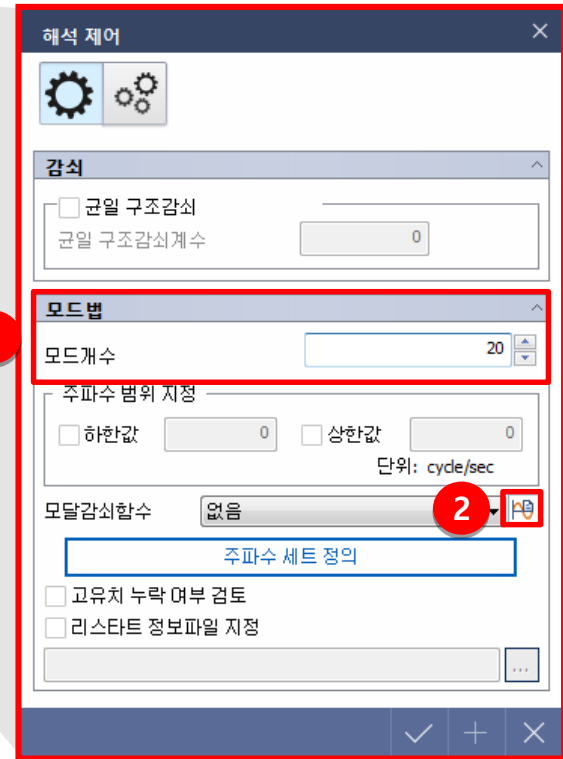 해석 제어
감쇠
균일 구조감쇠
균일 구조감쇠계수 0
모드법
모드개수 20
주파수 범위 지정
하한값 0 상한값 0
단위: cycle/sec
모달감쇠함수 없음 2
주파수 세트 정의
고유치 누락 여부 검토
리스타트 정보파일 지정
...